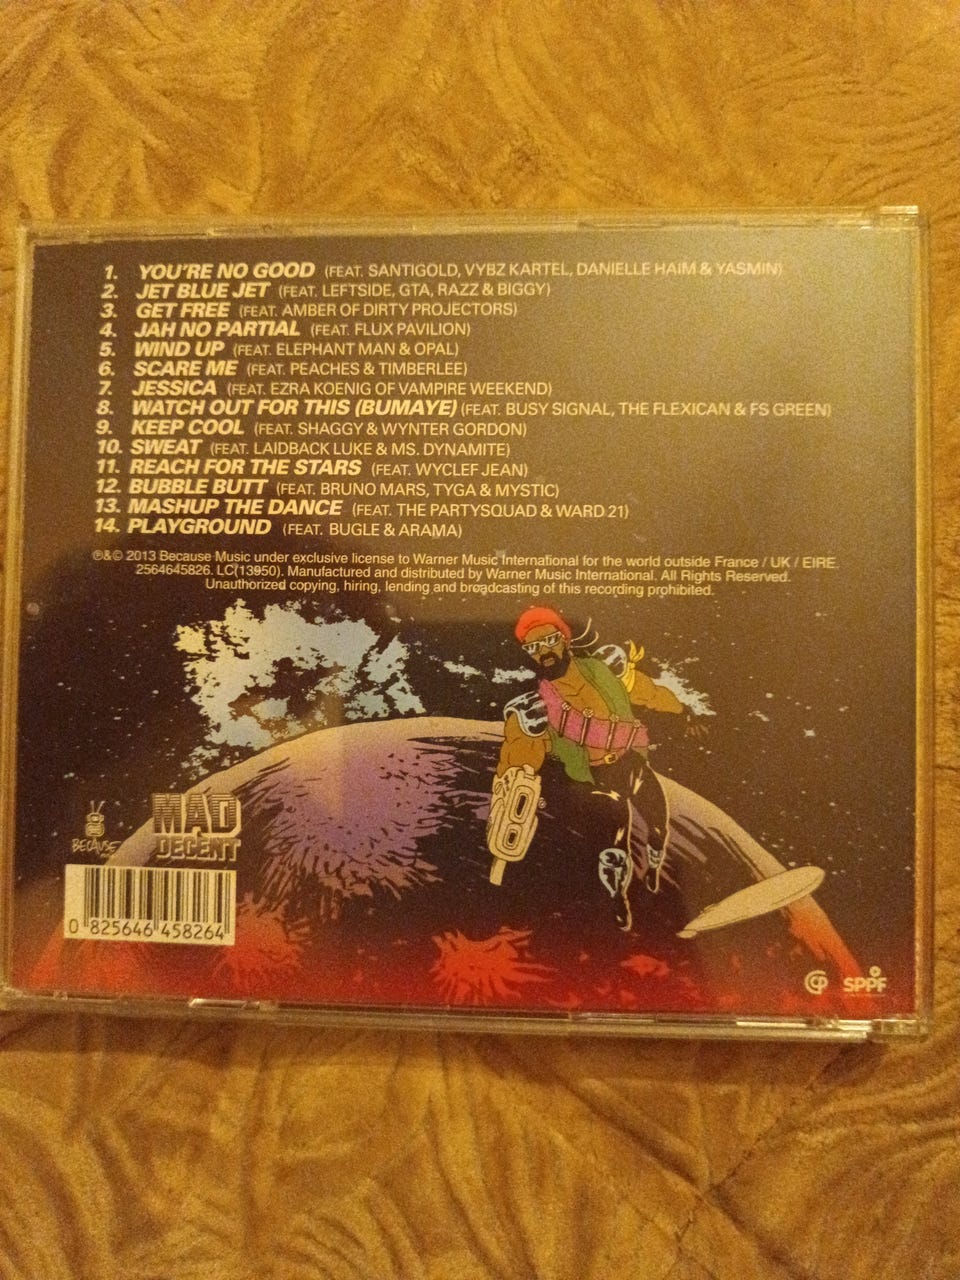 1. YOU'RE NO GOOD (FEAT. SANTIGOLD, VYBZ KARTEL, DANIELLE HAIM & YASMIN)
2. JET BLUE JET (FEAT. LEFTSIDE, GTA, RAZZ & BIGGY)
3. GET FREE (FEAT. AMBER OF DIRTY PROJECTORS)
4. JAH NO PARTIAL (FEAT. FLUX PAVILION)
5. WIND UP (FEAT. ELEPHANT MAN & OPAL)
6. SCARE ME (FEAT. PEACHES & TIMBERLEE)
7. JESSICA (FEAT. EZRA KOENIG OF VAMPIRE WEEKEND)
8. WATCH OUT FOR THIS (BUMAYE) (FEAT. BUSY SIGNAL, THE FLEXICAN & FS GREEN)
9. KEEP COOL (FEAT. SHAGGY & WYNTER GORDON)
10. SWEAT (FEAT. LAIDBACK LUKE & MS. DYNAMITE)
11. REACH FOR THE STARS (FEAT. WYCLEF JEAN)
12. BUBBLE BUTT (FEAT. BRUNO MARS, TYGA & MYSTIC)
13. MASHUP THE DANCE (FEAT. THE PARTYSQUAD & WARD 21)
14. PLAYGROUND (FEAT. BUGLE & ARAMA)
℗&© 2013 Because Music under exclusive license to Warner Music International for the world outside France / UK / EIRE.
2564645826. LC(13950). Manufactured and distributed by Warner Music International. All Rights Reserved.
Unauthorized copying, hiring, lending and broadcasting of this recording prohibited.
BECAUSE
MAD
DECENT
0 825646 458264
SPPF